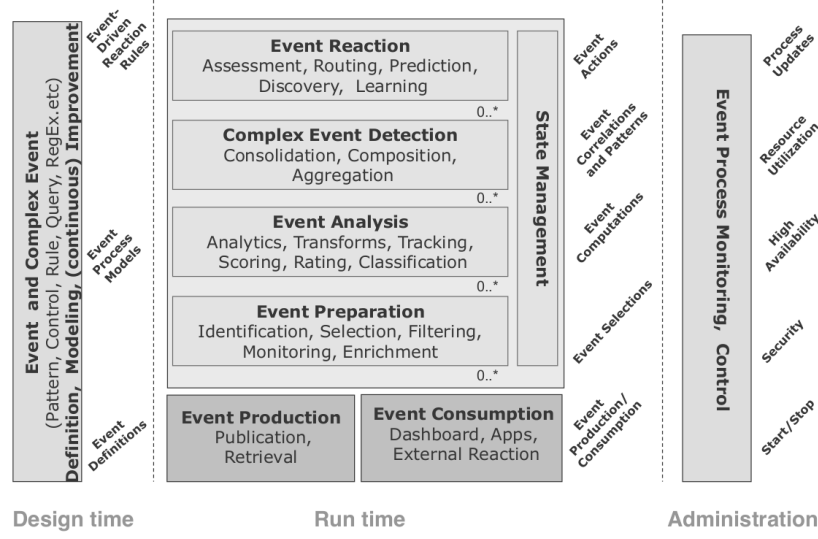 Event and Complex Event
(Pattern, Control, Rule, Query, RegEx.etc)
Definition, Modeling, (continuous) Improvement
Event-
Driven
Reaction
Rules
Event
Process
Models
Event
Definitions
Event Reaction
Assessment, Routing, Prediction,
Discovery, Learning
0..*
Complex Event Detection
Consolidation, Composition,
Aggregation
0..*
Event Analysis
Analytics, Transforms, Tracking,
Scoring, Rating, Classification
0..*
Event Preparation
Identification, Selection, Filtering,
Monitoring, Enrichment
0..*
State Management
Event Production
Publication,
Retrieval
Event Consumption
Dashboard, Apps,
External Reaction
Event
Actions
Event
Correlations
and Patterns
Event
Computations
Event Selections
Event
Production/
Consumption
Event Process Monitoring, Control
Process
Updates
Resource
Utilization
High
Availability
Security
Start/Stop
Design time
Run time
Administration